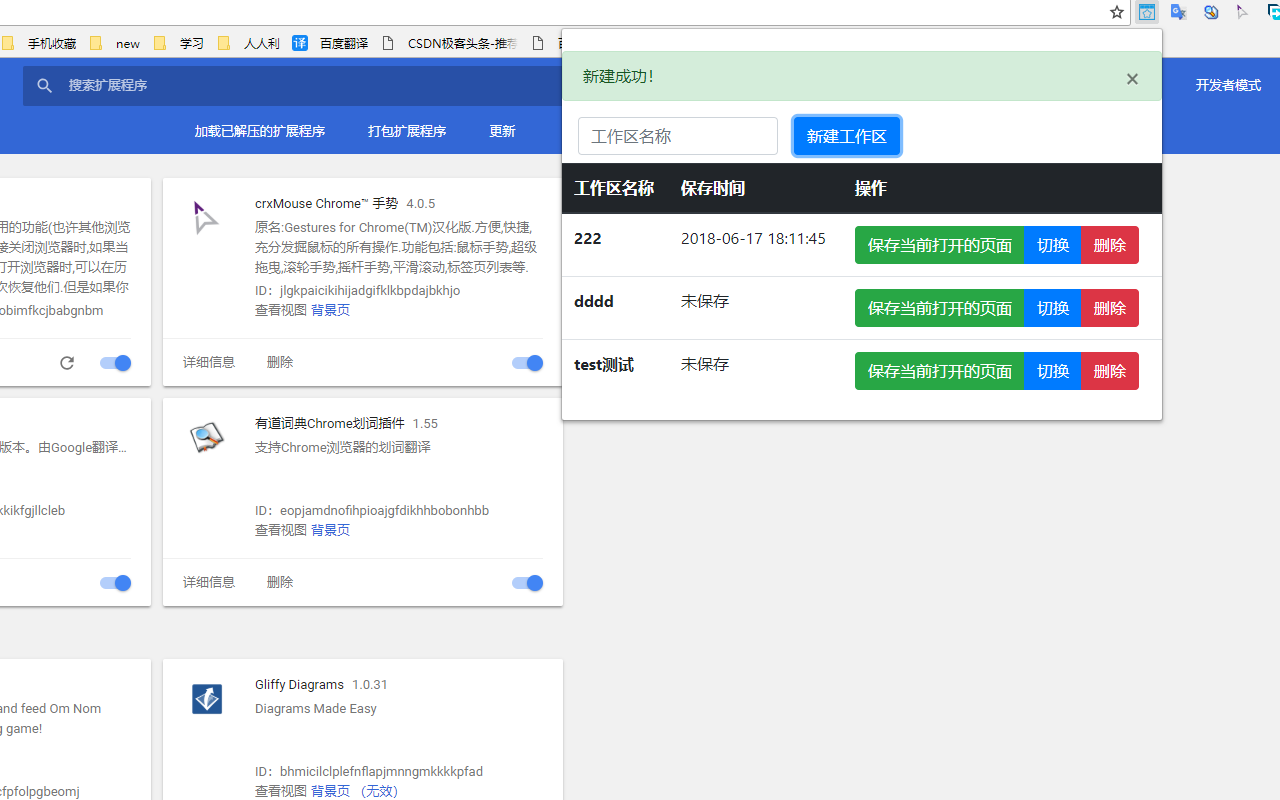 手机收藏 new 学习 人人利 译 百度翻译 CSDN极客头条-推荐
搜索扩展程序
开发者模式
加载已解压的扩展程序 打包扩展程序 更新
新建成功! ×
工作区名称 新建工作区
工作区名称 保存时间 操作
222 2018-06-17 18:11:45 保存当前打开的页面 切换 删除
dddd 未保存 保存当前打开的页面 切换 删除
test测试 未保存 保存当前打开的页面 切换 删除
用的功能(也许其他浏览
接关闭浏览器时,如果当
打开浏览器时,可以在历
次恢复他们.但是如果你
obimfkcjbabgnbm
crxMouse Chrome™ 手势 4.0.5
原名:Gestures for Chrome(TM)汉化版.方便,快捷,
充分发掘鼠标的所有操作.功能包括:鼠标手势,超级
拖曳,滚轮手势,摇杆手势,平滑滚动,标签页列表等.
ID：jlgkpaicikihijadgifklkbpdajbkhjo
查看视图 背景页
详细信息 删除
版本。由Google翻译...
kkikfgjllcleb
有道词典Chrome划词插件 1.55
支持Chrome浏览器的划词翻译
ID：eopjamdnofihpioajgfdikhhbobonhbb
查看视图 背景页
详细信息 删除
and feed Om Nom
g game!
cfpfolpgbeomj
Gliffy Diagrams 1.0.31
Diagrams Made Easy
ID：bhmicilclplefnflapjmnngmkkkkpfad
查看视图 背景页 （无效）